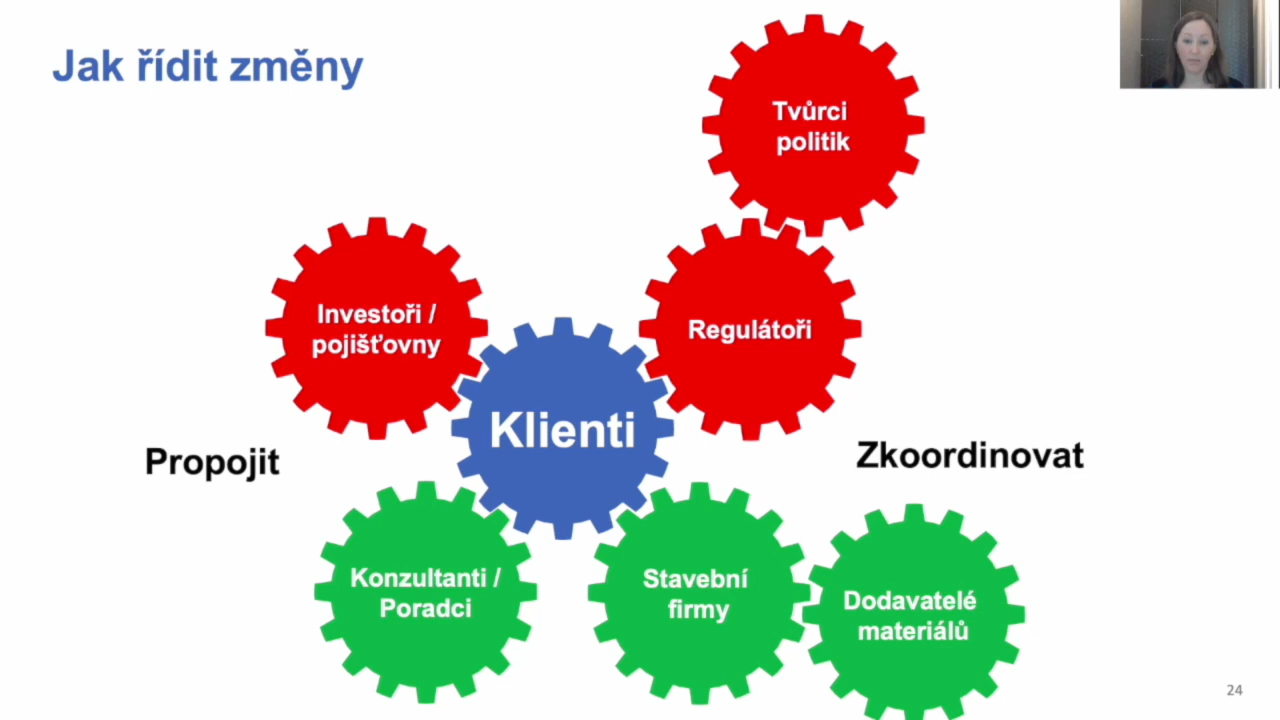 Jak řídit změny
Tvůrci
politik
Investoři /
pojišťovny
Regulátoři
Klienti
Propojit
Zkoordinovat
Konzultanti /
Poradci
Stavební
firmy
Dodavatelé
materiálů
24